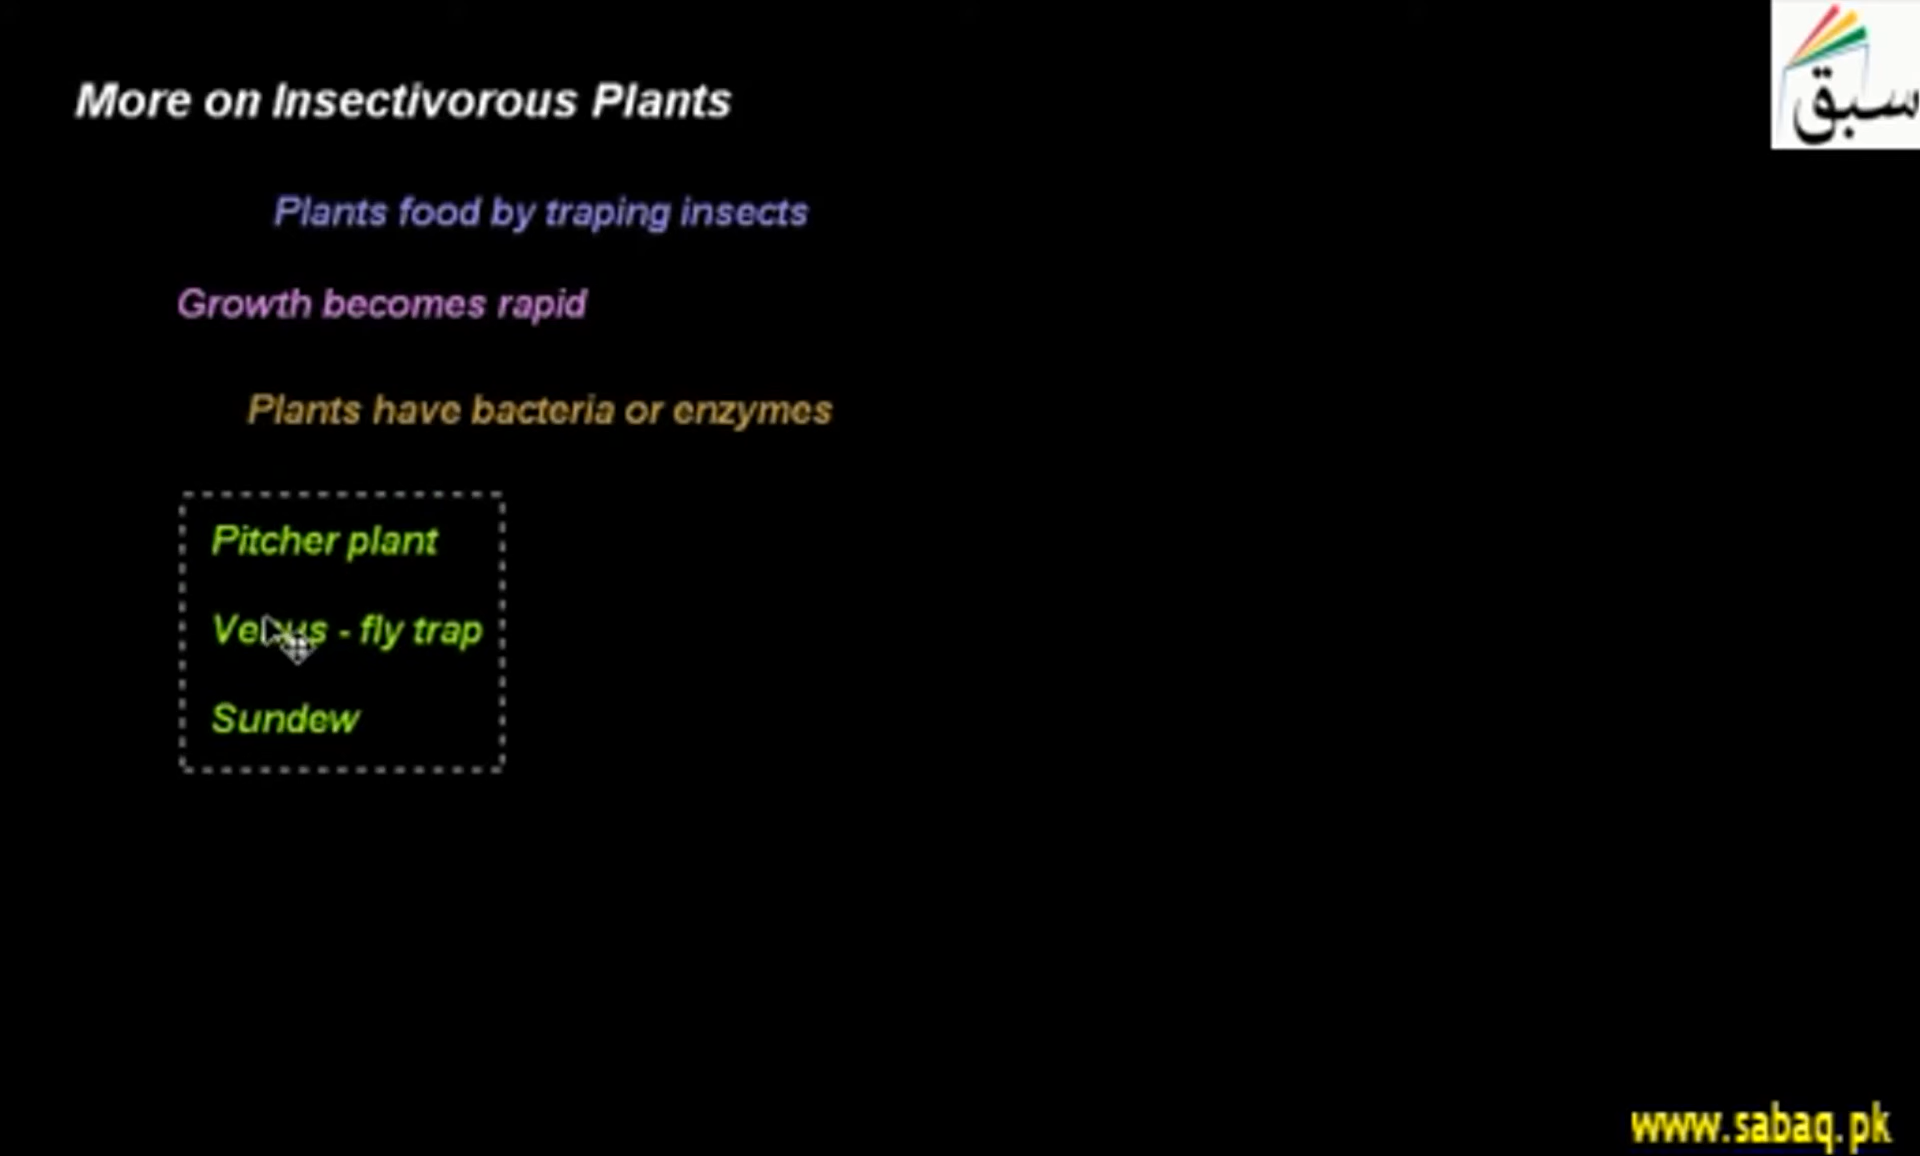 سبق
More on Insectivorous Plants
Plants food by traping insects
Growth becomes rapid
Plants have bacteria or enzymes
Pitcher plant
Venus - fly trap
Sundew
www.sabaq.pk